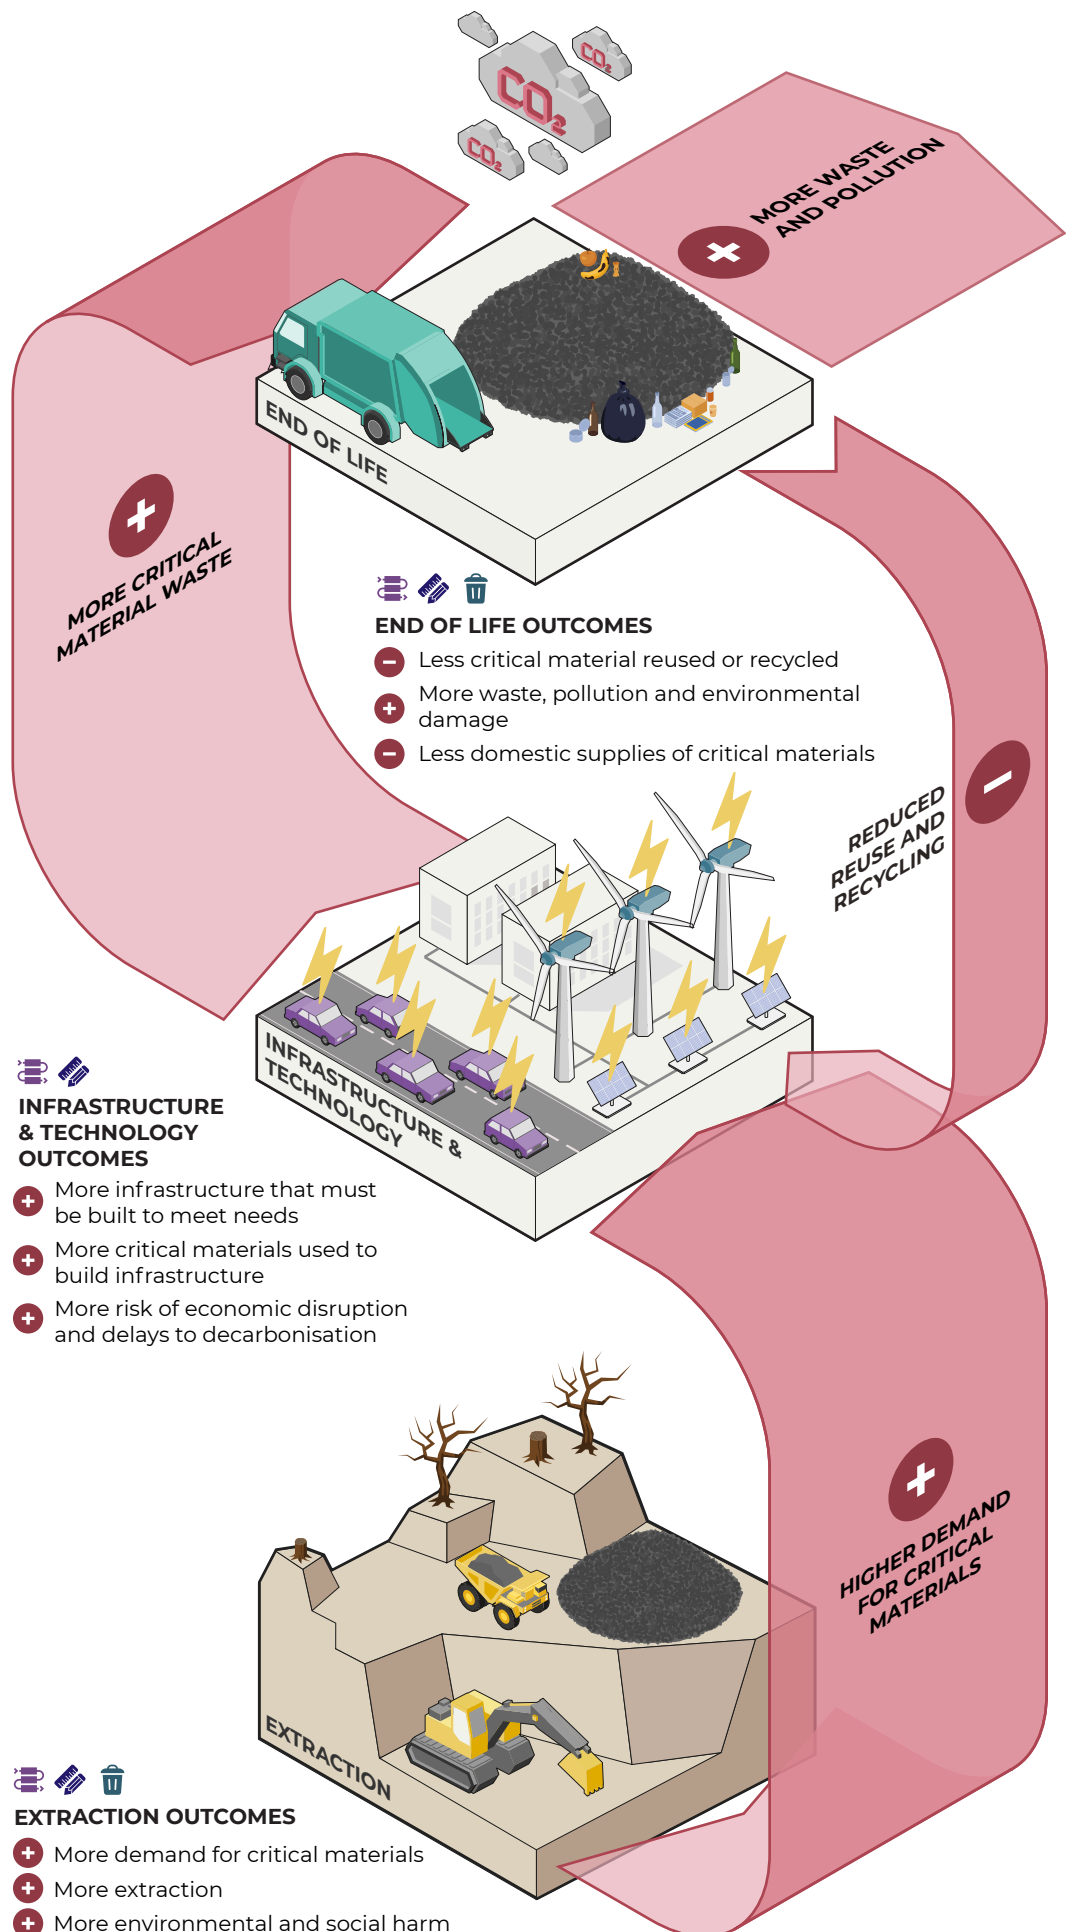 CO₂
CO₂
CO₂
MORE WASTE
AND POLLUTION
END OF LIFE
MORE CRITICAL
MATERIAL WASTE
END OF LIFE OUTCOMES
Less critical material reused or recycled
More waste, pollution and environmental
damage
Less domestic supplies of critical materials
REDUCED
REUSE AND
RECYCLING
INFRASTRUCTURE &
TECHNOLOGY
INFRASTRUCTURE
& TECHNOLOGY
OUTCOMES
More infrastructure that must
be built to meet needs
More critical materials used to
build infrastructure
More risk of economic disruption
and delays to decarbonisation
HIGHER DEMAND
FOR CRITICAL
MATERIALS
EXTRACTION
EXTRACTION OUTCOMES
More demand for critical materials
More extraction
More environmental and social harm